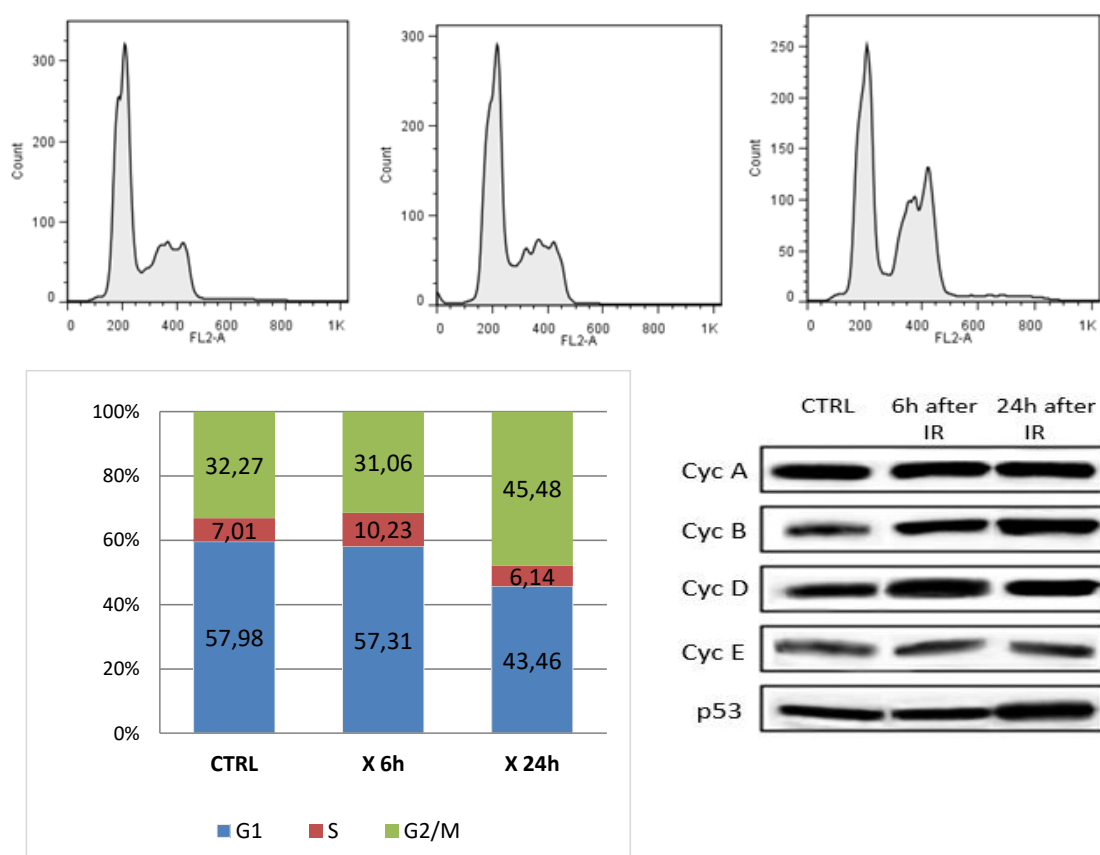 300
200
100
0
Count
0 200 400 600 800 1K
FL2-A
300
200
100
0
Count
0 200 400 600 800 1K
FL2-A
250
200
150
100
50
0
Count
0 200 400 600 800 1K
FL2-A
100%
80%
60%
40%
20%
0%
32,27
7,01
57,98
31,06
10,23
57,31
45,48
6,14
43,46
CTRL X 6h X 24h
G1 S G2/M
CTRL 6h after IR 24h after IR
Cyc A
Cyc B
Cyc D
Cyc E
p53